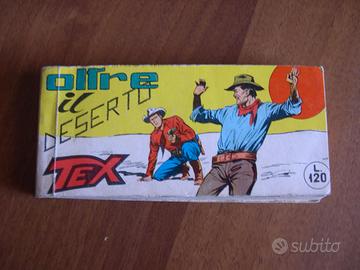 oltre
il
DESERTO
TEX
L.
120
subito